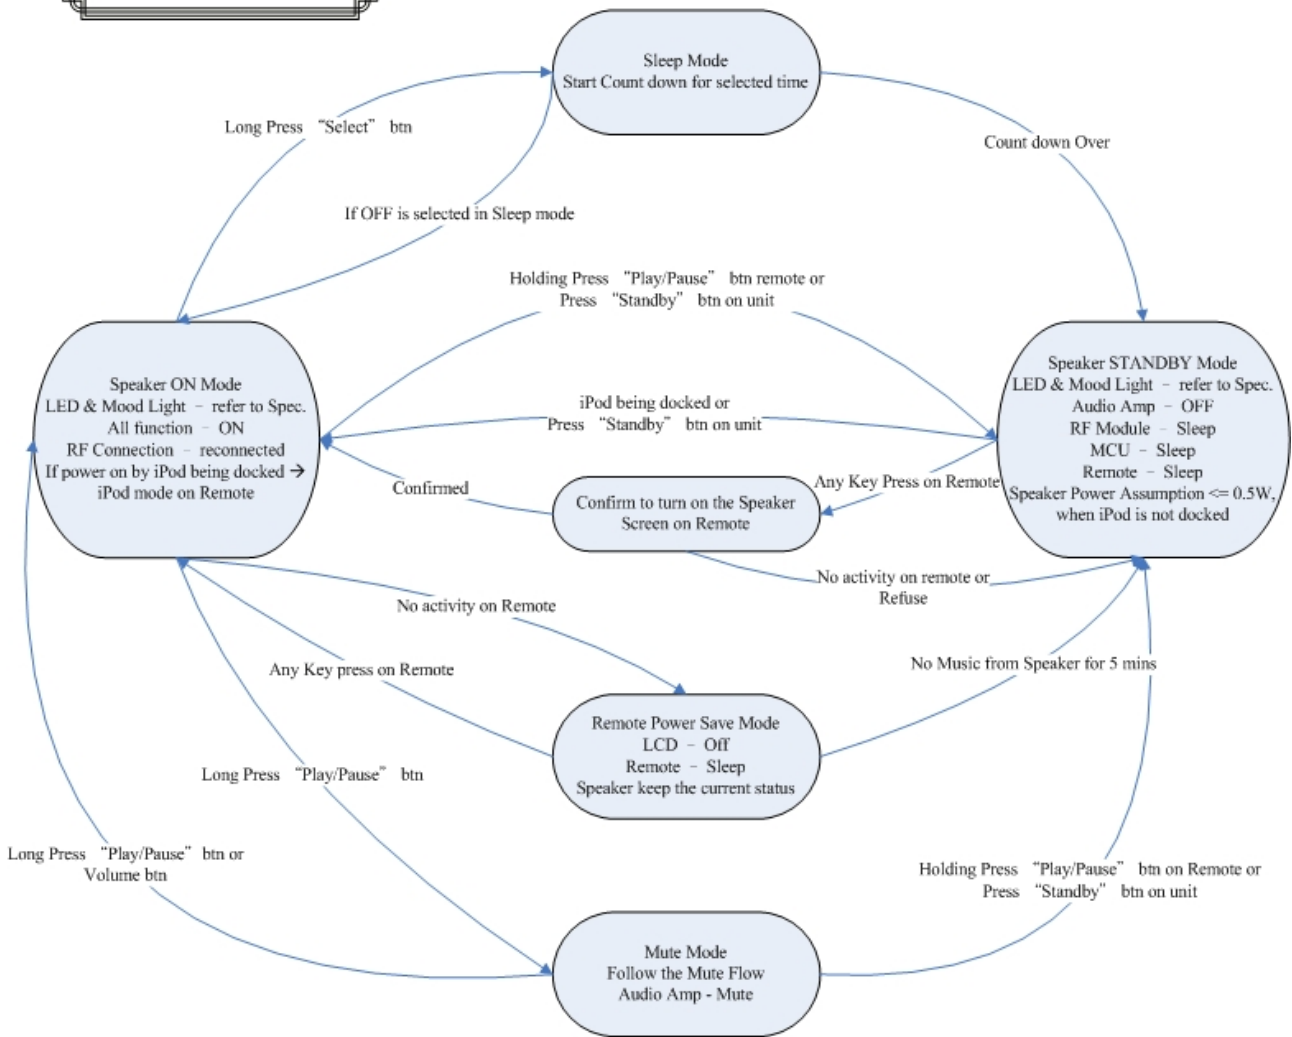 Sleep Mode
Start Count down for selected time
Long Press “Select” btn
Count down Over
If OFF is selected in Sleep mode
Holding Press “Play/Pause” btn remote or
Press “Standby” btn on unit
Speaker ON Mode
LED & Mood Light – refer to Spec.
All function – ON
RF Connection – reconnected
If power on by iPod being docked →
iPod mode on Remote
iPod being docked or
Press “Standby” btn on unit
Speaker STANDBY Mode
LED & Mood Light – refer to Spec.
Audio Amp – OFF
RF Module – Sleep
MCU – Sleep
Remote – Sleep
Speaker Power Assumption <= 0.5W,
when iPod is not docked
Confirmed
Confirm to turn on the Speaker
Screen on Remote
Any Key Press on Remote
No activity on remote or
Refuse
No activity on Remote
Any Key press on Remote
No Music from Speaker for 5 mins
Remote Power Save Mode
LCD – Off
Remote – Sleep
Speaker keep the current status
Long Press “Play/Pause” btn
Long Press “Play/Pause” btn or
Volume btn
Holding Press “Play/Pause” btn on Remote or
Press “Standby” btn on unit
Mute Mode
Follow the Mute Flow
Audio Amp - Mute